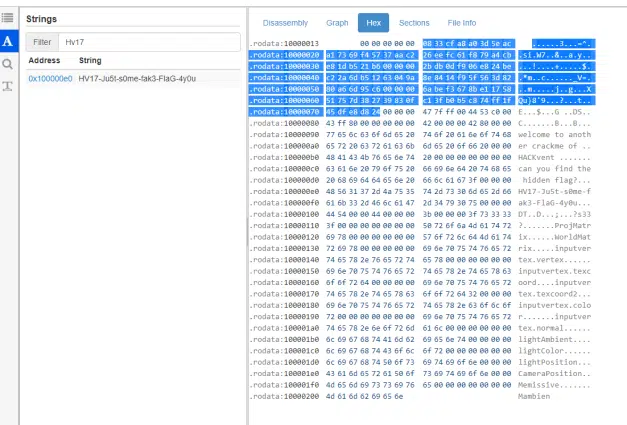 Strings
Filter Hv17
Address String
0x100000e0 HV17-Ju5t-s0me-fak3-FlaG-4y0u
Disassembly Graph Hex Sections File Info
.rodata:10000013 00 00 00 00 00 08 33 cf a8 a0 3d 5e ac ......3...=^.
.rodata:10000020 a1 73 69 f4 57 37 aa c2 26 ee fc 61 f8 79 a4 cb .si.W7..&..a.y..
.rodata:10000030 e8 1d b5 21 b6 00 00 00 2b db 0d f9 06 e8 24 be ...!....+.....$.
.rodata:10000040 c2 2a 6d b5 12 63 04 9a 8e 84 14 f9 5f 56 3d 82 .*m..c......_V=.
.rodata:10000050 80 a6 6d 95 c6 00 00 00 6a be f3 67 8b e1 17 58 ..m.....j..g...X
.rodata:10000060 51 75 7d 38 27 39 83 0f c1 3f b0 b5 c8 74 ff 1f Qu}8'9...?...t..
.rodata:10000070 45 df e8 d8 24 00 00 00 47 7f ff 00 44 53 c0 00 E...$...G ..DS..
.rodata:10000080 43 ff 80 00 00 00 00 00 42 00 00 00 42 80 00 00 C.......B...B...
.rodata:10000090 77 65 6c 63 6f 6d 65 20 74 6f 20 61 6e 6f 74 68 welcome to anoth
.rodata:100000a0 65 72 20 63 72 61 63 6b 6d 65 20 6f 66 20 00 00 er crackme of ..
.rodata:100000b0 48 41 43 4b 76 65 6e 74 20 00 00 00 00 00 00 00 HACKvent .......
.rodata:100000c0 63 61 6e 20 79 6f 75 20 66 69 6e 64 20 74 68 65 can you find the
.rodata:100000d0 20 68 69 64 64 65 6e 20 66 6c 61 67 3f 00 00 00 hidden flag?...
.rodata:100000e0 48 56 31 37 2d 4a 75 35 74 2d 73 30 6d 65 2d 66 HV17-Ju5t-s0me-f
.rodata:100000f0 61 6b 33 2d 46 6c 61 47 2d 34 79 30 75 00 00 00 ak3-FlaG-4y0u...
.rodata:10000100 44 54 00 00 44 00 00 00 3b 00 00 00 3f 73 33 33 DT..D...;...?s33
.rodata:10000110 3f 00 00 00 00 00 00 00 50 72 6f 6a 4d 61 74 72 ?.......ProjMatr
.rodata:10000120 69 78 00 00 00 00 00 00 57 6f 72 6c 64 4d 61 74 ix......WorldMat
.rodata:10000130 72 69 78 00 00 00 00 00 69 6e 70 75 74 76 65 72 rix.....inputver
.rodata:10000140 74 65 78 2e 76 65 72 74 65 78 00 00 00 00 00 00 tex.vertex......
.rodata:10000150 69 6e 70 75 74 76 65 72 74 65 78 2e 74 65 78 63 inputvertex.texc
.rodata:10000160 6f 6f 72 64 00 00 00 00 69 6e 70 75 74 76 65 72 oord....inputver
.rodata:10000170 74 65 78 2e 74 65 78 63 6f 6f 72 64 32 00 00 00 tex.texcoord2...
.rodata:10000180 69 6e 70 75 74 76 65 72 74 65 78 2e 63 6f 6c 6f inputvertex.colo
.rodata:10000190 72 00 00 00 00 00 00 00 69 6e 70 75 74 76 65 72 r.......inputver
.rodata:100001a0 74 65 78 2e 6e 6f 72 6d 61 6c 00 00 00 00 00 00 tex.normal......
.rodata:100001b0 6c 69 67 68 74 41 6d 62 69 65 6e 74 00 00 00 00 lightAmbient....
.rodata:100001c0 6c 69 67 68 74 43 6f 6c 6f 72 00 00 00 00 00 00 lightColor......
.rodata:100001d0 6c 69 67 68 74 50 6f 73 69 74 69 6f 6e 00 00 00 lightPosition...
.rodata:100001e0 43 61 6d 65 72 61 50 6f 73 69 74 69 6f 6e 00 00 CameraPosition..
.rodata:100001f0 4d 65 6d 69 73 73 69 76 65 00 00 00 00 00 00 00 Memissive.......
.rodata:10000200 4d 61 6d 62 69 65 6e Mambien